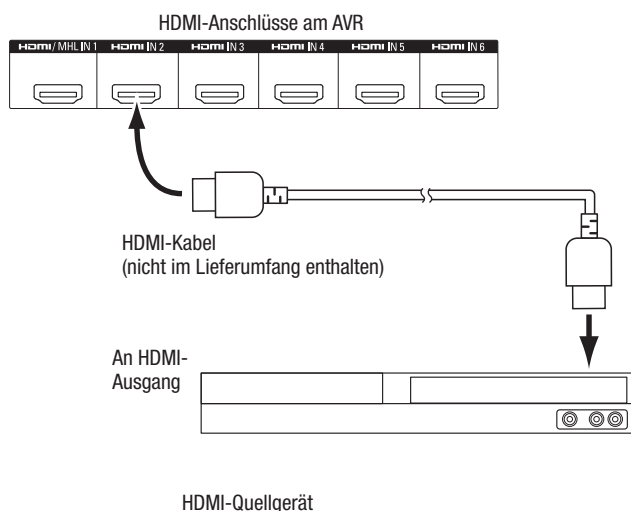 HDMI-Anschlüsse am AVR
HDMI/ MHL IN 1 HDMI IN 2 HDMI IN 3 HDMI IN 4 HDMI IN 5 HDMI IN 6
HDMI-Kabel
(nicht im Lieferumfang enthalten)
An HDMI-
Ausgang
HDMI-Quellgerät